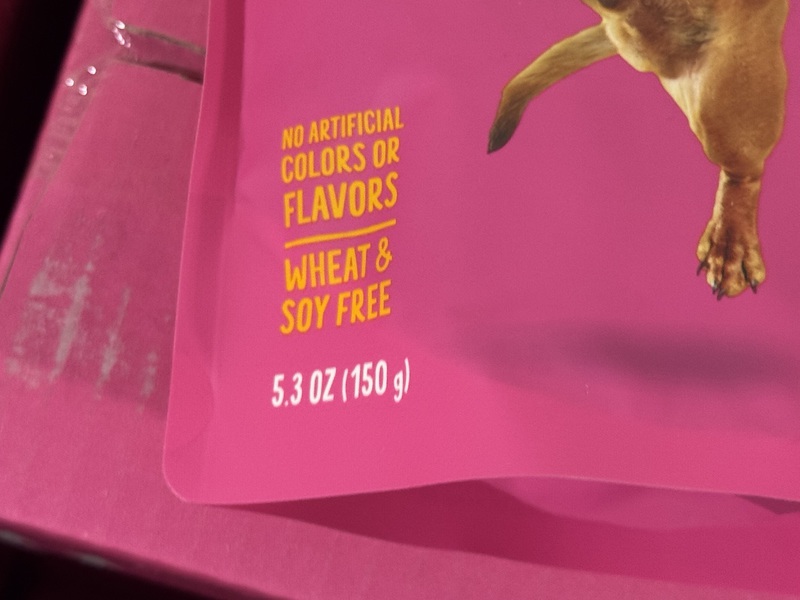 NO ARTIFICIAL
COLORS OR
FLAVORS
WHEAT &
SOY FREE
5.3 OZ (150 g)